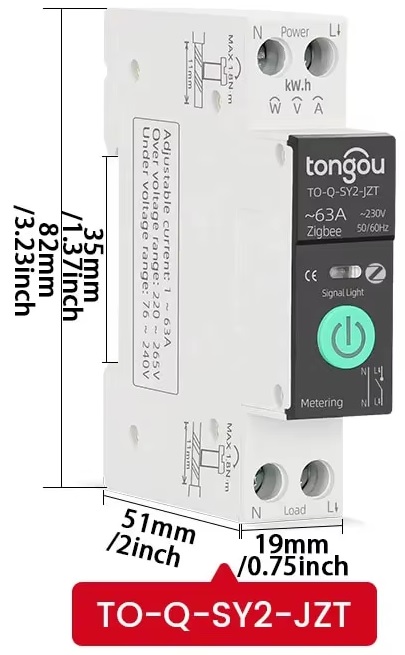 N Power L
kW.h
W V A
MAX 1.8N·m
11mm
Adjustable current: 1 ~ 63A
Over voltage range: 220 ~ 265V
Under voltage range: 76 ~ 240V
tongou
TO-Q-SY2-JZT
~63A ~230V
Zigbee 50/60Hz
CE Z
Signal Light
Metering
N L
N L
MAX 1.8N·m
11mm
N Load L
35mm
/1.37inch
82mm
/3.23inch
51mm
/2inch
19mm
/0.75inch
TO-Q-SY2-JZT